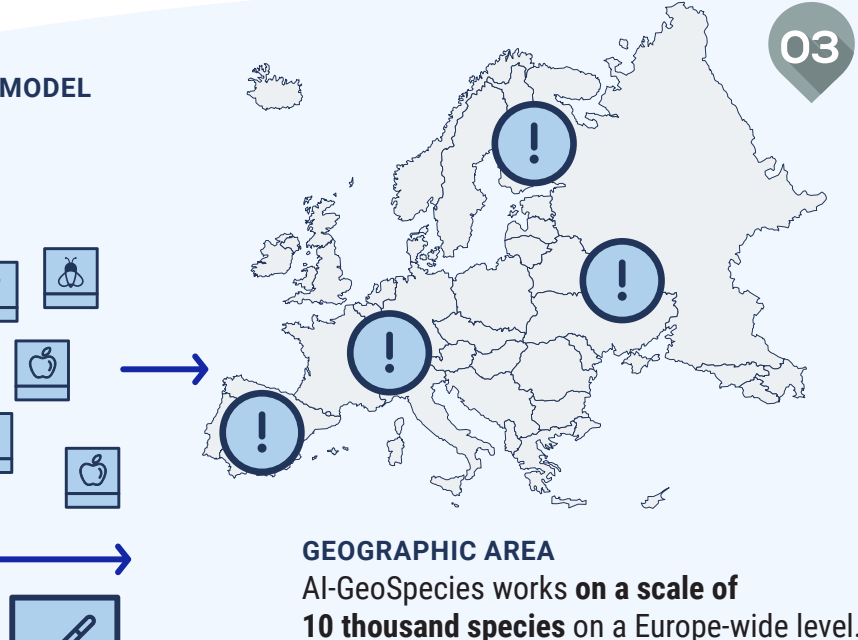 03
MODEL
GEOGRAPHIC AREA
AI-GeoSpecies works on a scale of
10 thousand species on a Europe-wide level.